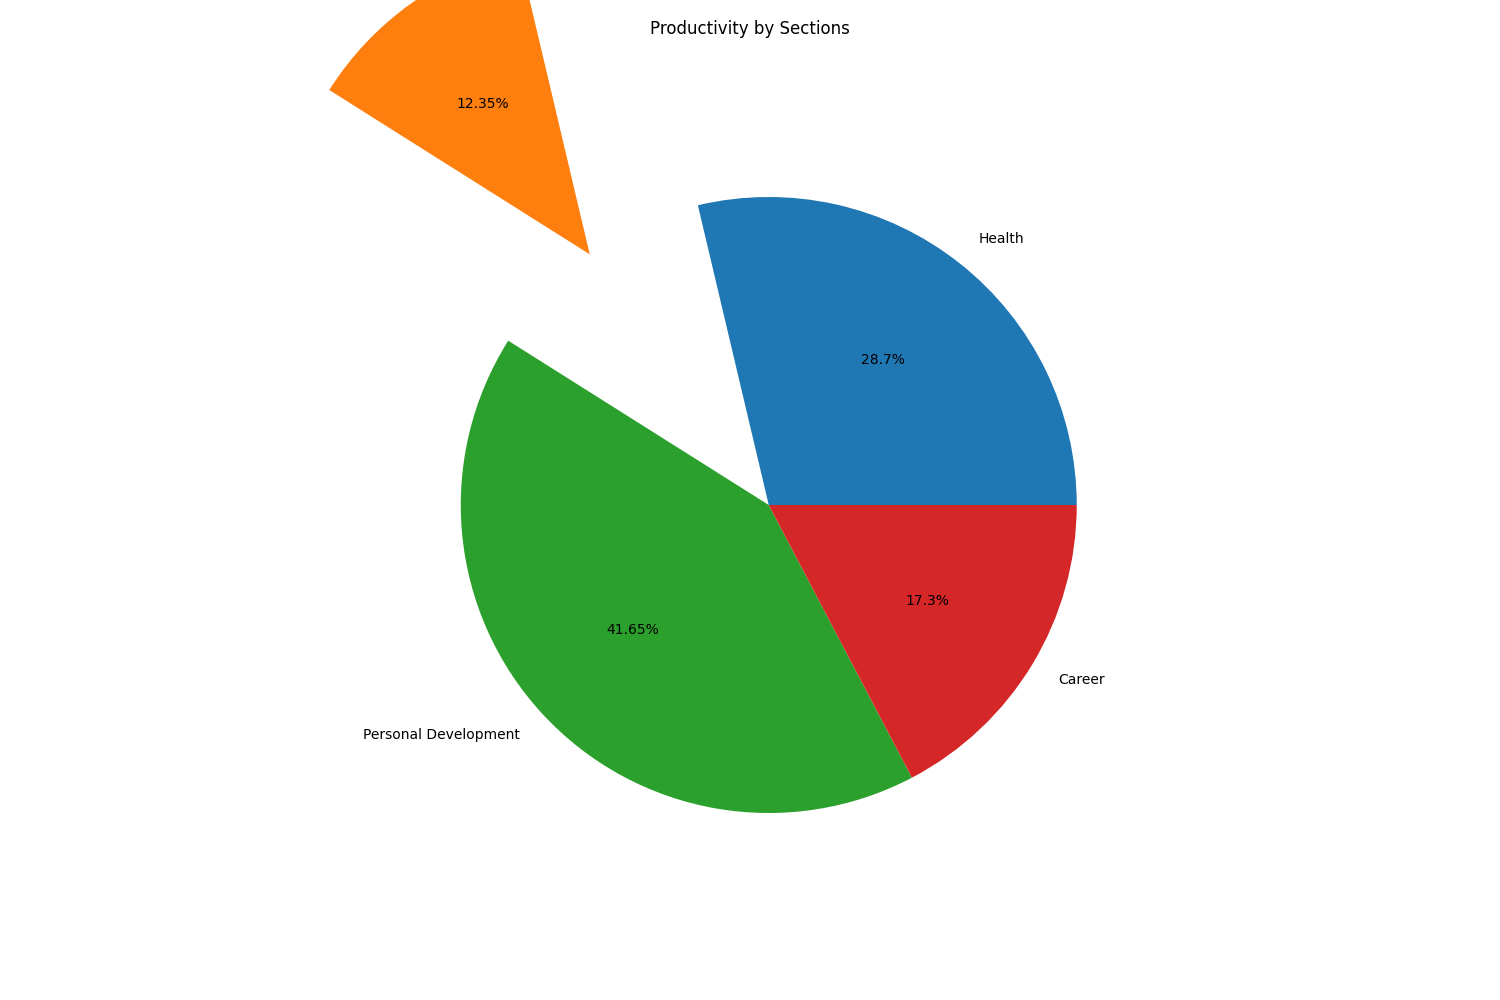 Productivity by Sections
12.35%
Health
28.7%
17.3%
41.65%
Career
Personal Development